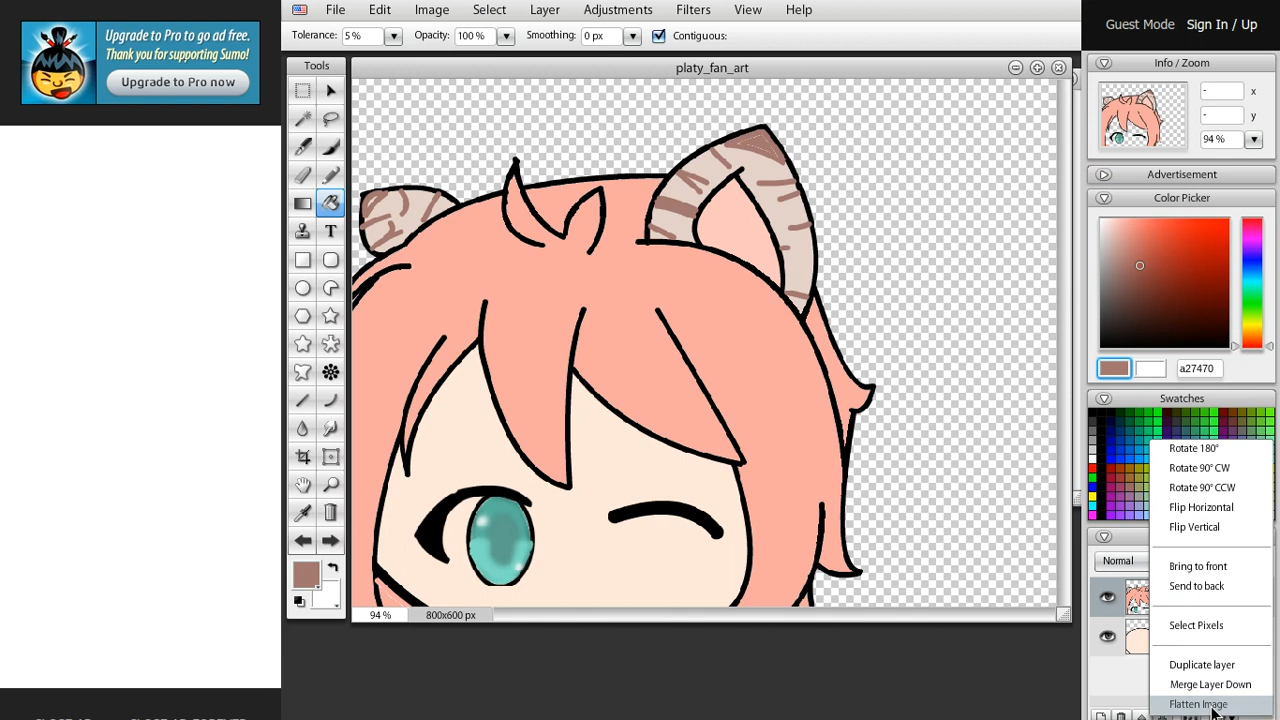 Upgrade to Pro to go ad free.
Thank you for supporting Sumo!
Upgrade to Pro now
File Edit Image Select Layer Adjustments Filters View Help
Tolerance: 5 % Opacity: 100 % Smoothing: 0 px Contiguous:
Guest Mode Sign In / Up
Tools
platy_fan_art
Info / Zoom
- x
- y
94 %
Advertisement
Color Picker
a27470
Swatches
Rotate 180°
Rotate 90° CW
Rotate 90° CCW
Flip Horizontal
Flip Vertical
Normal
Bring to front
Send to back
Select Pixels
Duplicate layer
Merge Layer Down
Flatten Image
T
94 % 800x600 px